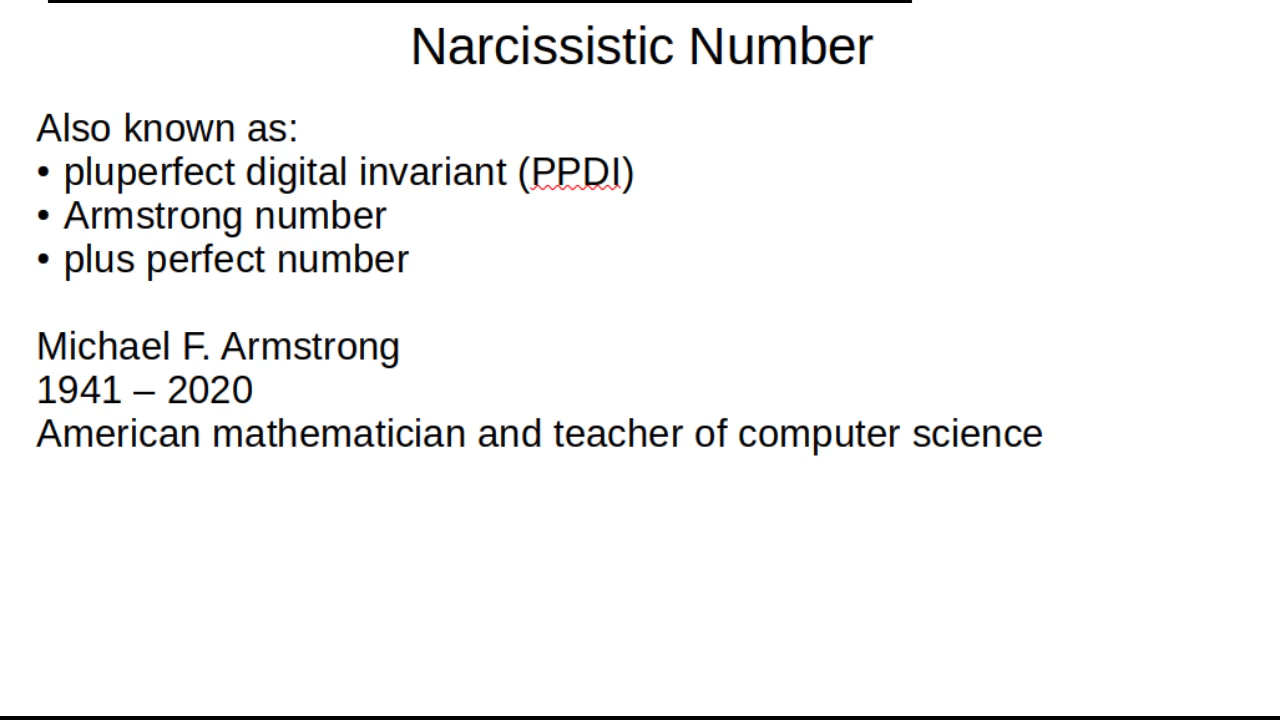 Narcissistic Number
Also known as:
• pluperfect digital invariant (PPDI)
• Armstrong number
• plus perfect number
Michael F. Armstrong
1941 – 2020
American mathematician and teacher of computer science